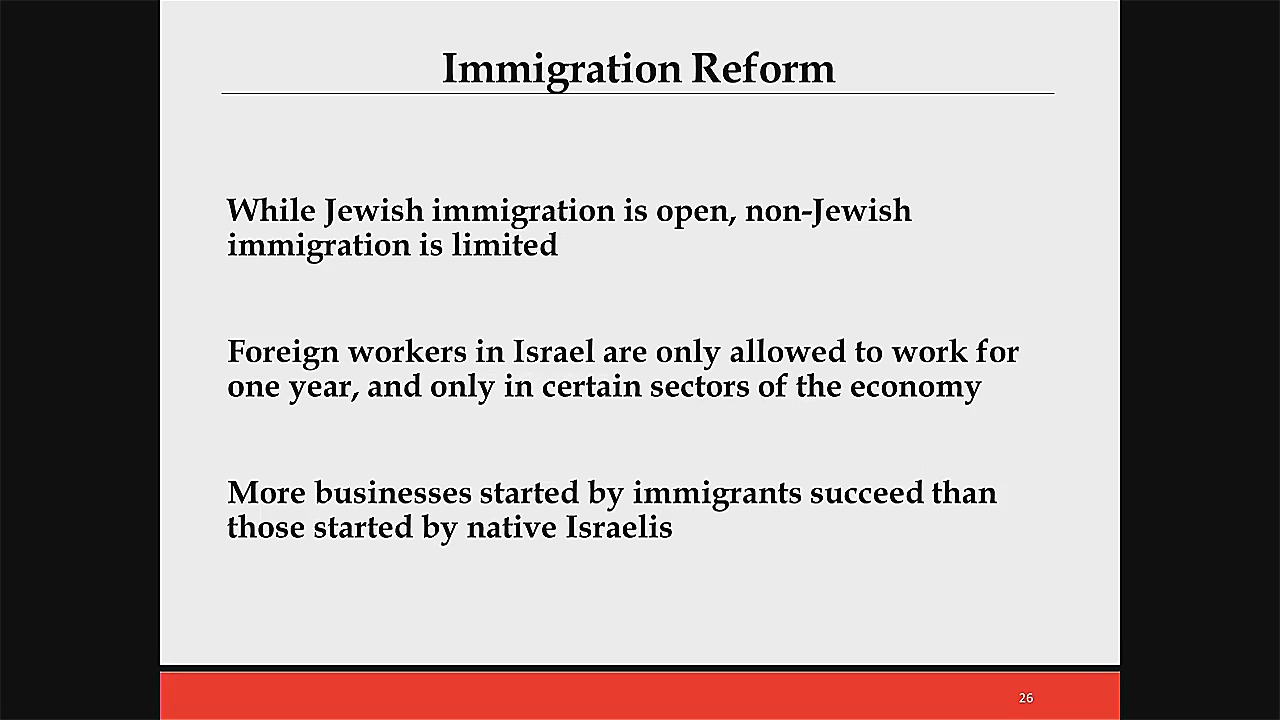 Immigration Reform
While Jewish immigration is open, non-Jewish
immigration is limited
Foreign workers in Israel are only allowed to work for
one year, and only in certain sectors of the economy
More businesses started by immigrants succeed than
those started by native Israelis
26